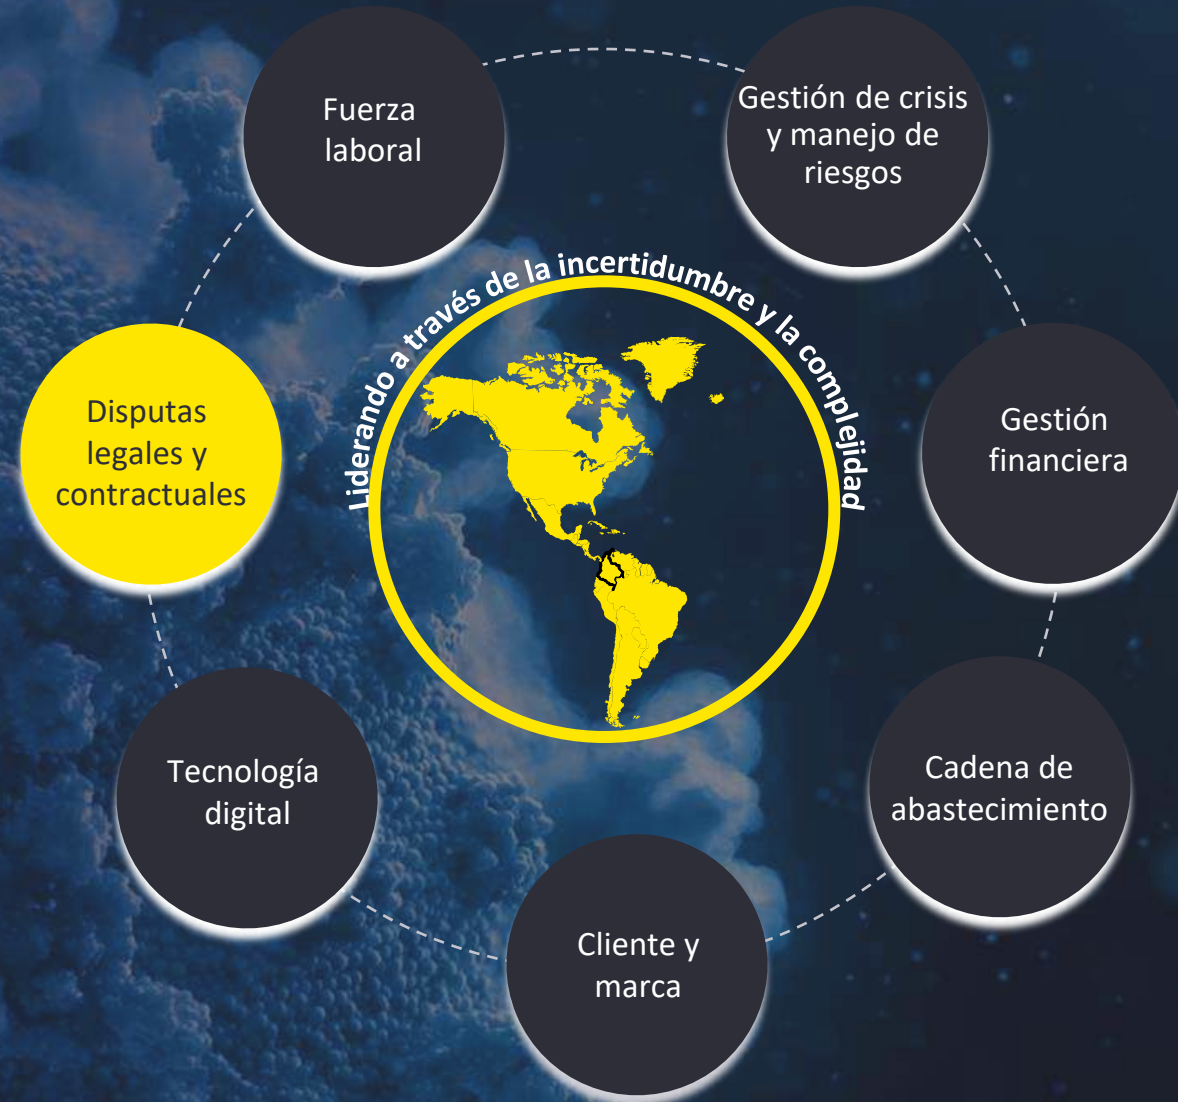 Fuerza
laboral
Gestión de crisis
y manejo de
riesgos
Liderando a través de la incertidumbre y la complejidad
Disputas
legales y
contractuales
Gestión
financiera
Tecnología
digital
Cadena de
abastecimiento
Cliente y
marca